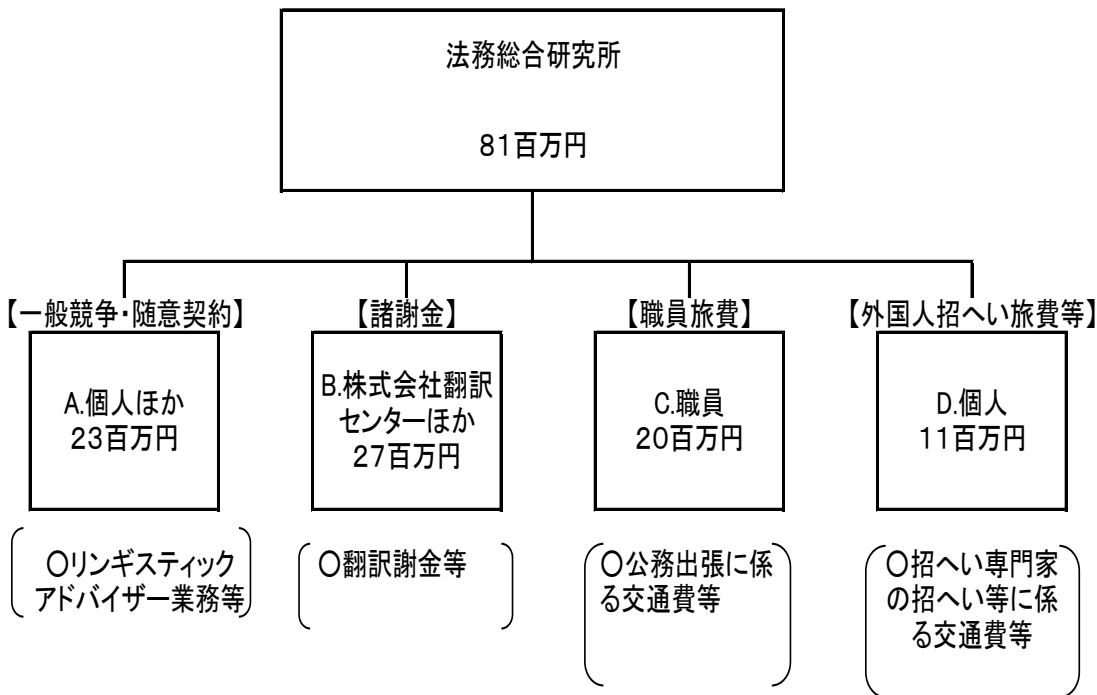 法務総合研究所
81百万円
【一般競争・随意契約】
【諸謝金】
【職員旅費】
【外国人招へい旅費等】
A.個人ほか
23百万円
B.株式会社翻訳
センターほか
27百万円
C.職員
20百万円
D.個人
11百万円
○リンギスティック
アドバイザー業務等
○翻訳謝金等
○公務出張に係
る交通費等
○招へい専門家
の招へい等に係
る交通費等